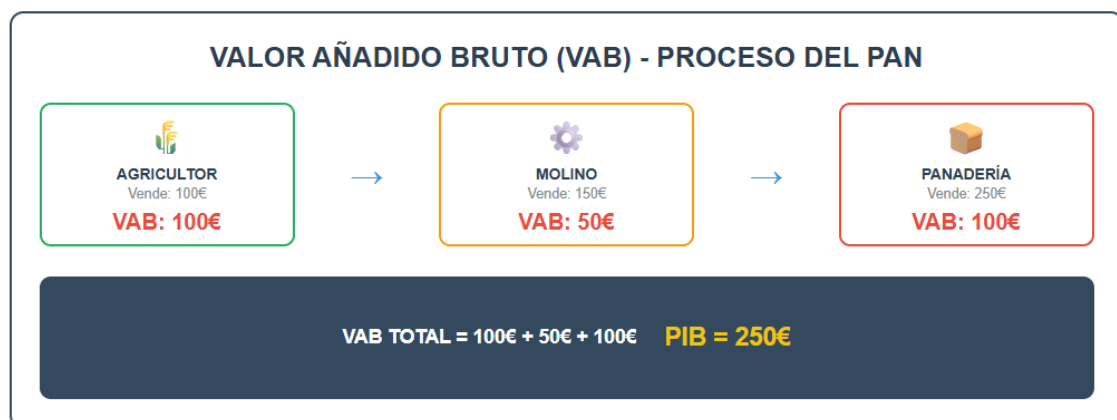 VALOR AÑADIDO BRUTO (VAB) - PROCESO DEL PAN
AGRICULTOR
Vende: 100€
VAB: 100€
→
MOLINO
Vende: 150€
VAB: 50€
→
PANADERÍA
Vende: 250€
VAB: 100€
VAB TOTAL = 100€ + 50€ + 100€ PIB = 250€